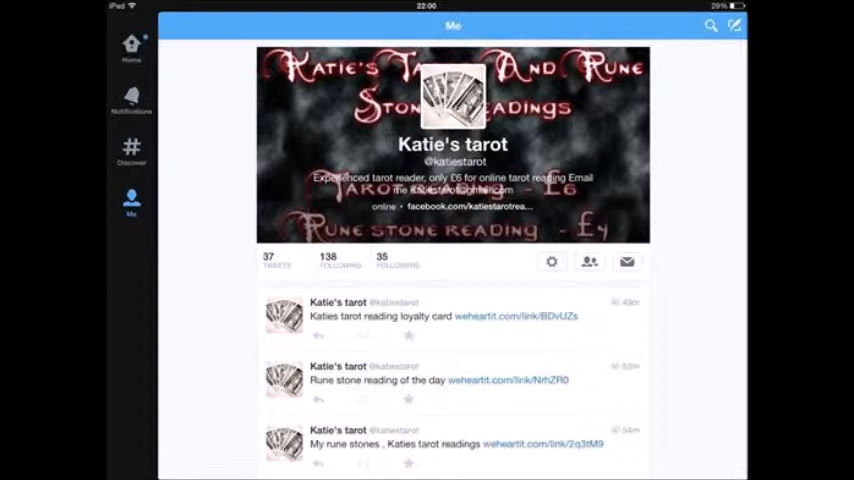 iPad 22:00 29%
Me
Home
Notifications
Discover
Me
Katie's Tarot And Rune
Stone Readings
Katie's tarot
@katiestarot
Experienced tarot reader, only £6 for online tarot reading Email
me
online • facebook.com/katiestarotrea...
Tarot reading - £6
Rune stone reading - £4
37 138 35
TWEETS FOLLOWING
Katie's tarot @katiestarot 49m
Katies tarot reading loyalty card weheartit.com/link/BDvUZs
Katie's tarot @katiestarot
Rune stone reading of the day weheartit.com/link/NrhZR0
Katie's tarot @katiestarot 54m
My rune stones , Katies tarot readings weheartit.com/link/2q3tM9